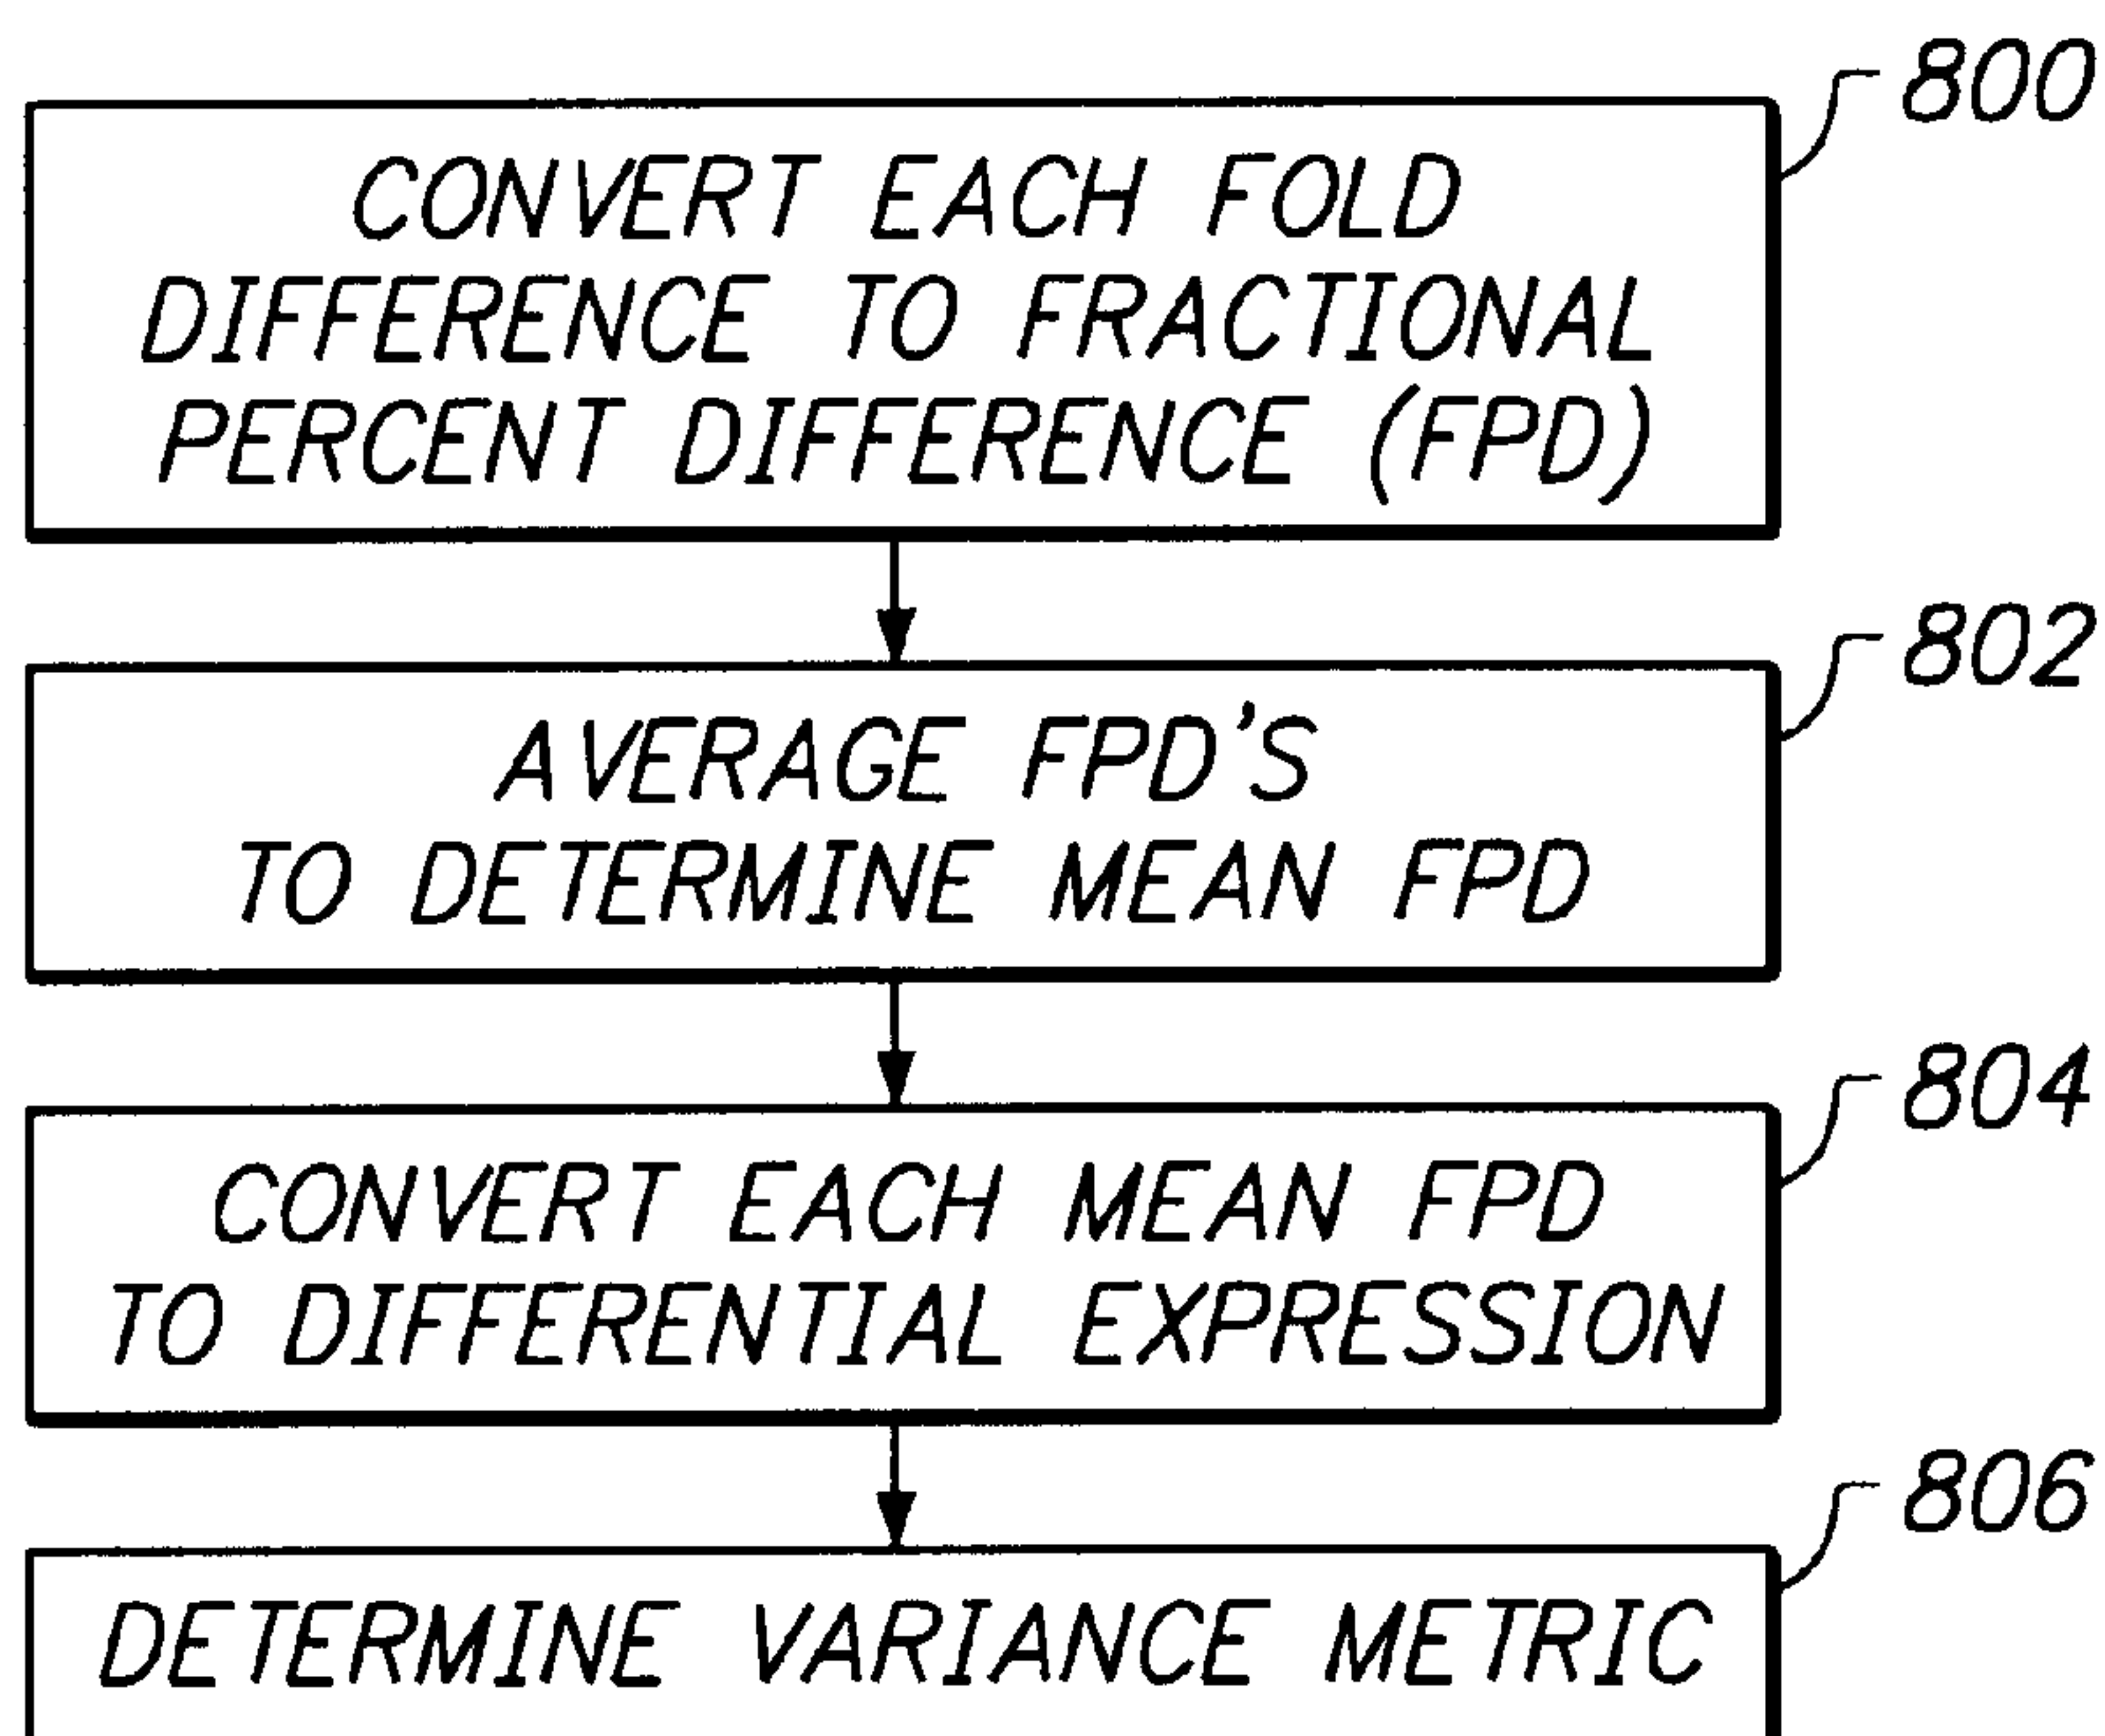 800
CONVERT EACH FOLD
DIFFERENCE TO FRACTIONAL
PERCENT DIFFERENCE (FPD)
802
AVERAGE FPD'S
TO DETERMINE MEAN FPD
804
CONVERT EACH MEAN FPD
TO DIFFERENTIAL EXPRESSION
806
DETERMINE VARIANCE METRIC